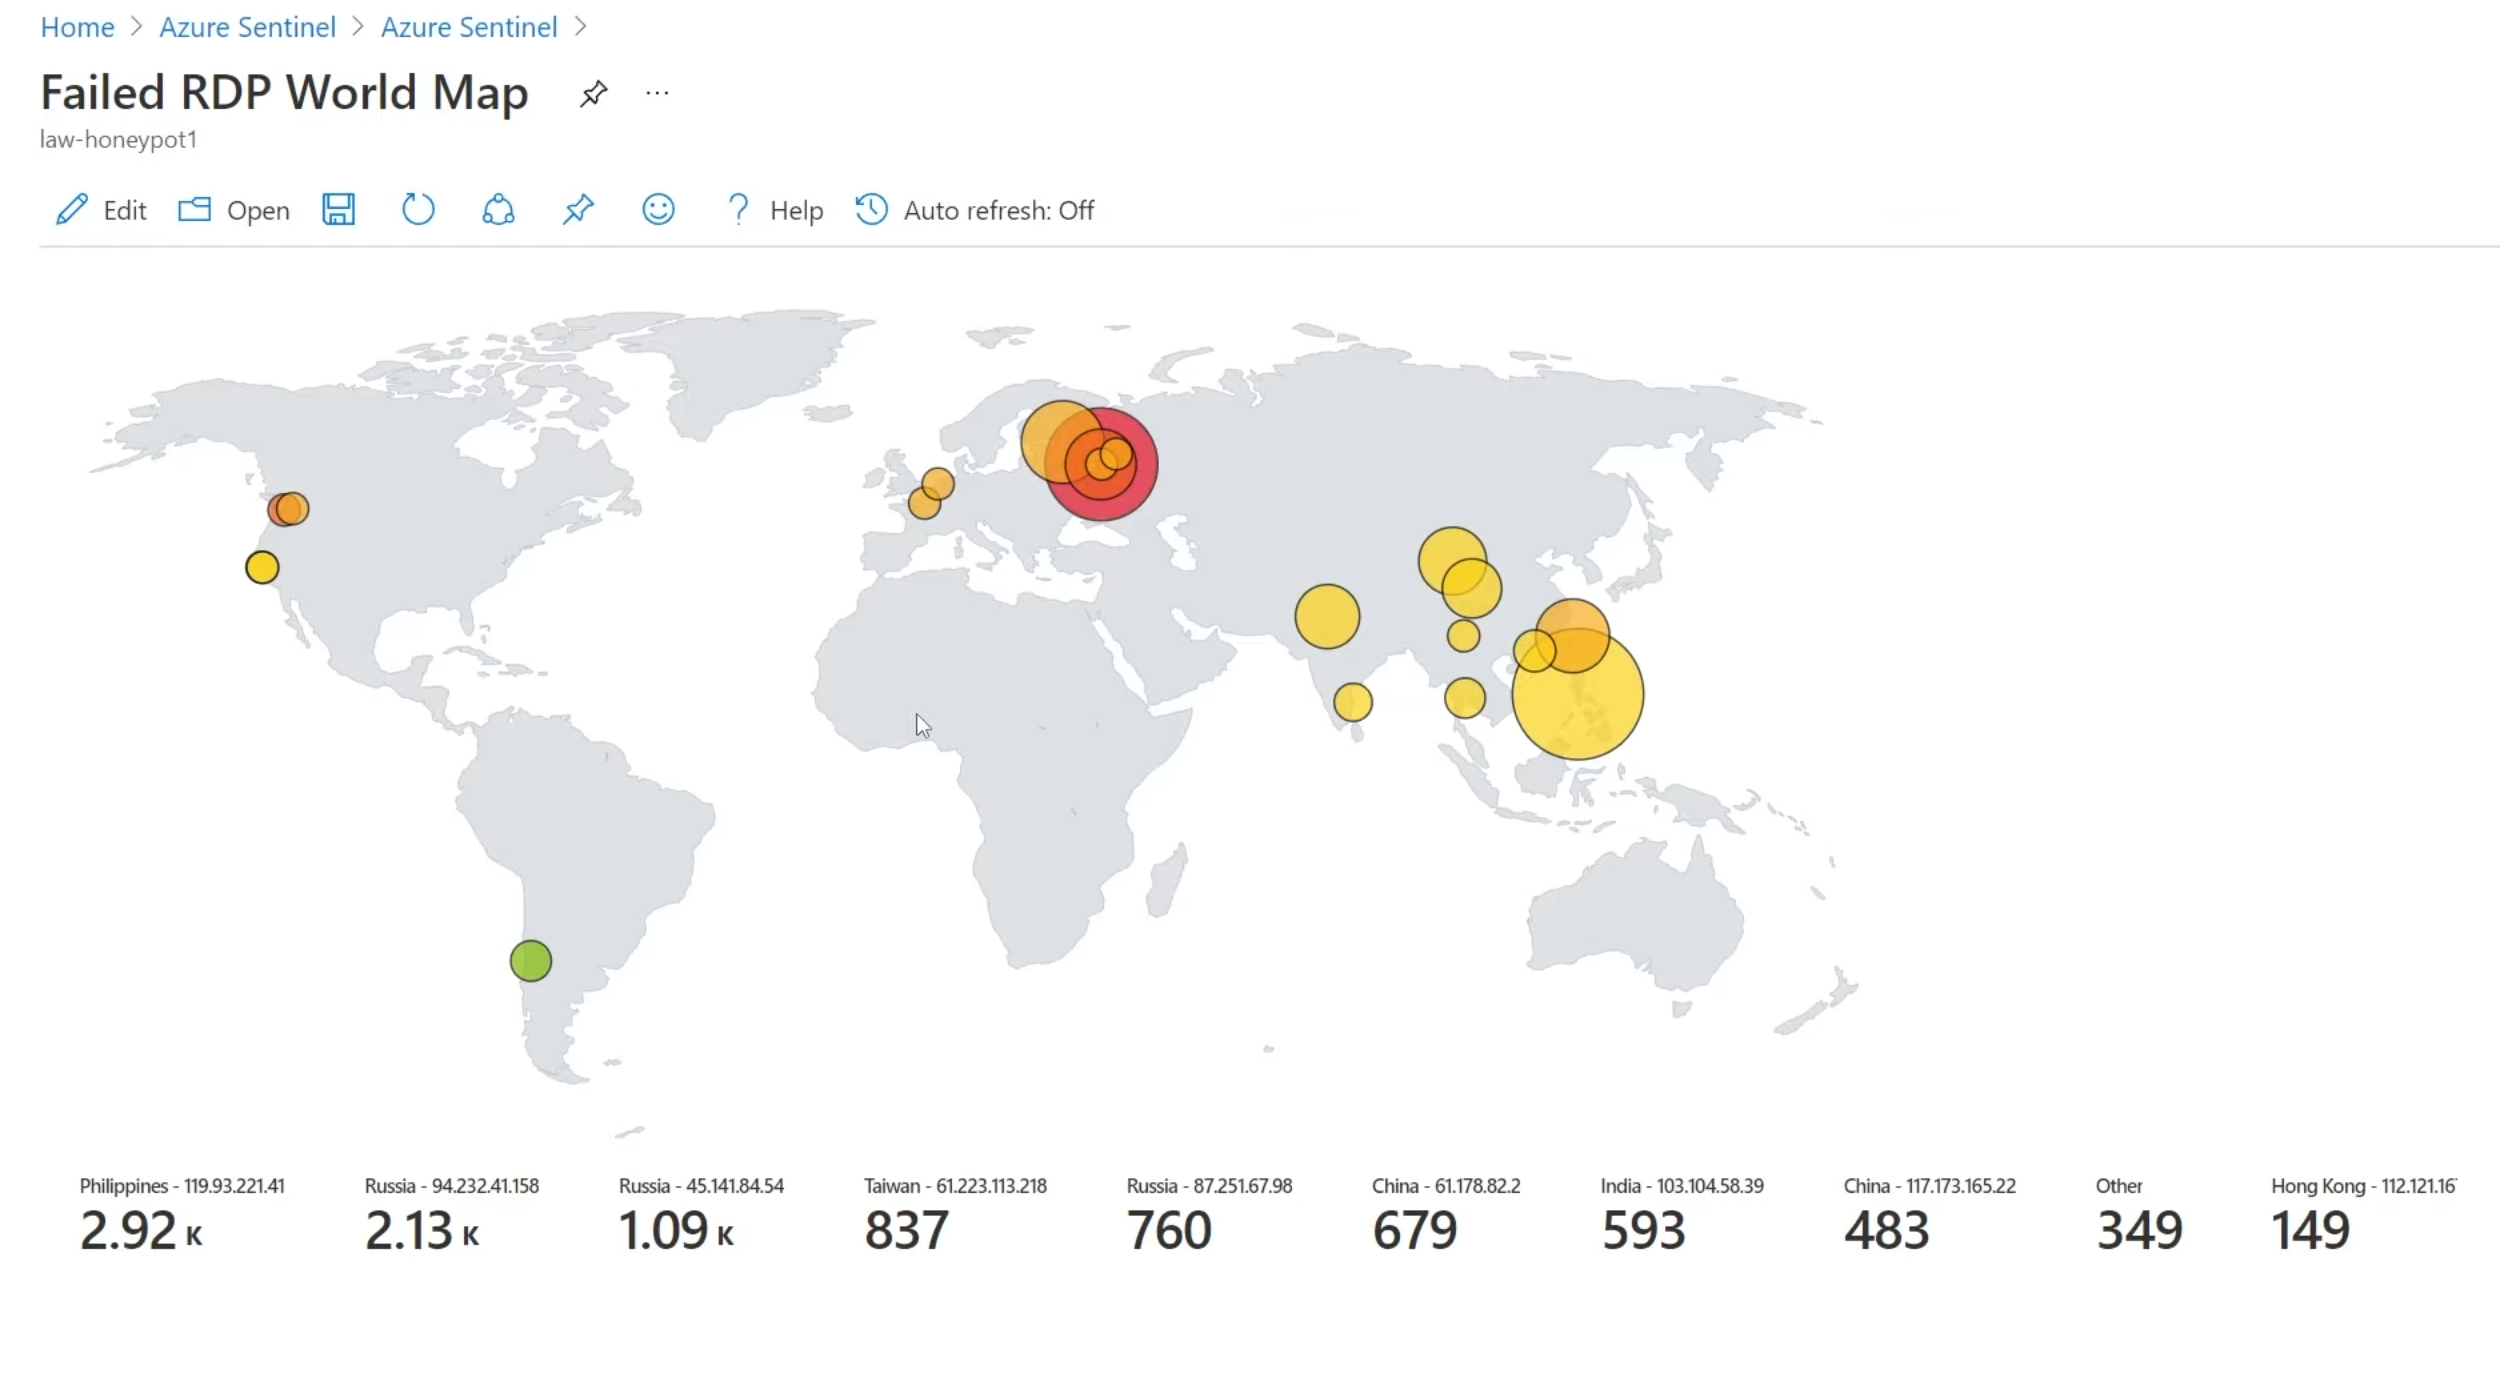 Home > Azure Sentinel > Azure Sentinel >
Failed RDP World Map ...
law-honeypot1
Edit Open ? Help Auto refresh: Off
Philippines - 119.93.221.41 Russia - 94.232.41.158 Russia - 45.141.84.54 Taiwan - 61.223.113.218 Russia - 87.251.67.98 China - 61.178.82.2 India - 103.104.58.39 China - 117.173.165.22 Other Hong Kong - 112.121.16
2.92 K 2.13 K 1.09 K 837 760 679 593 483 349 149